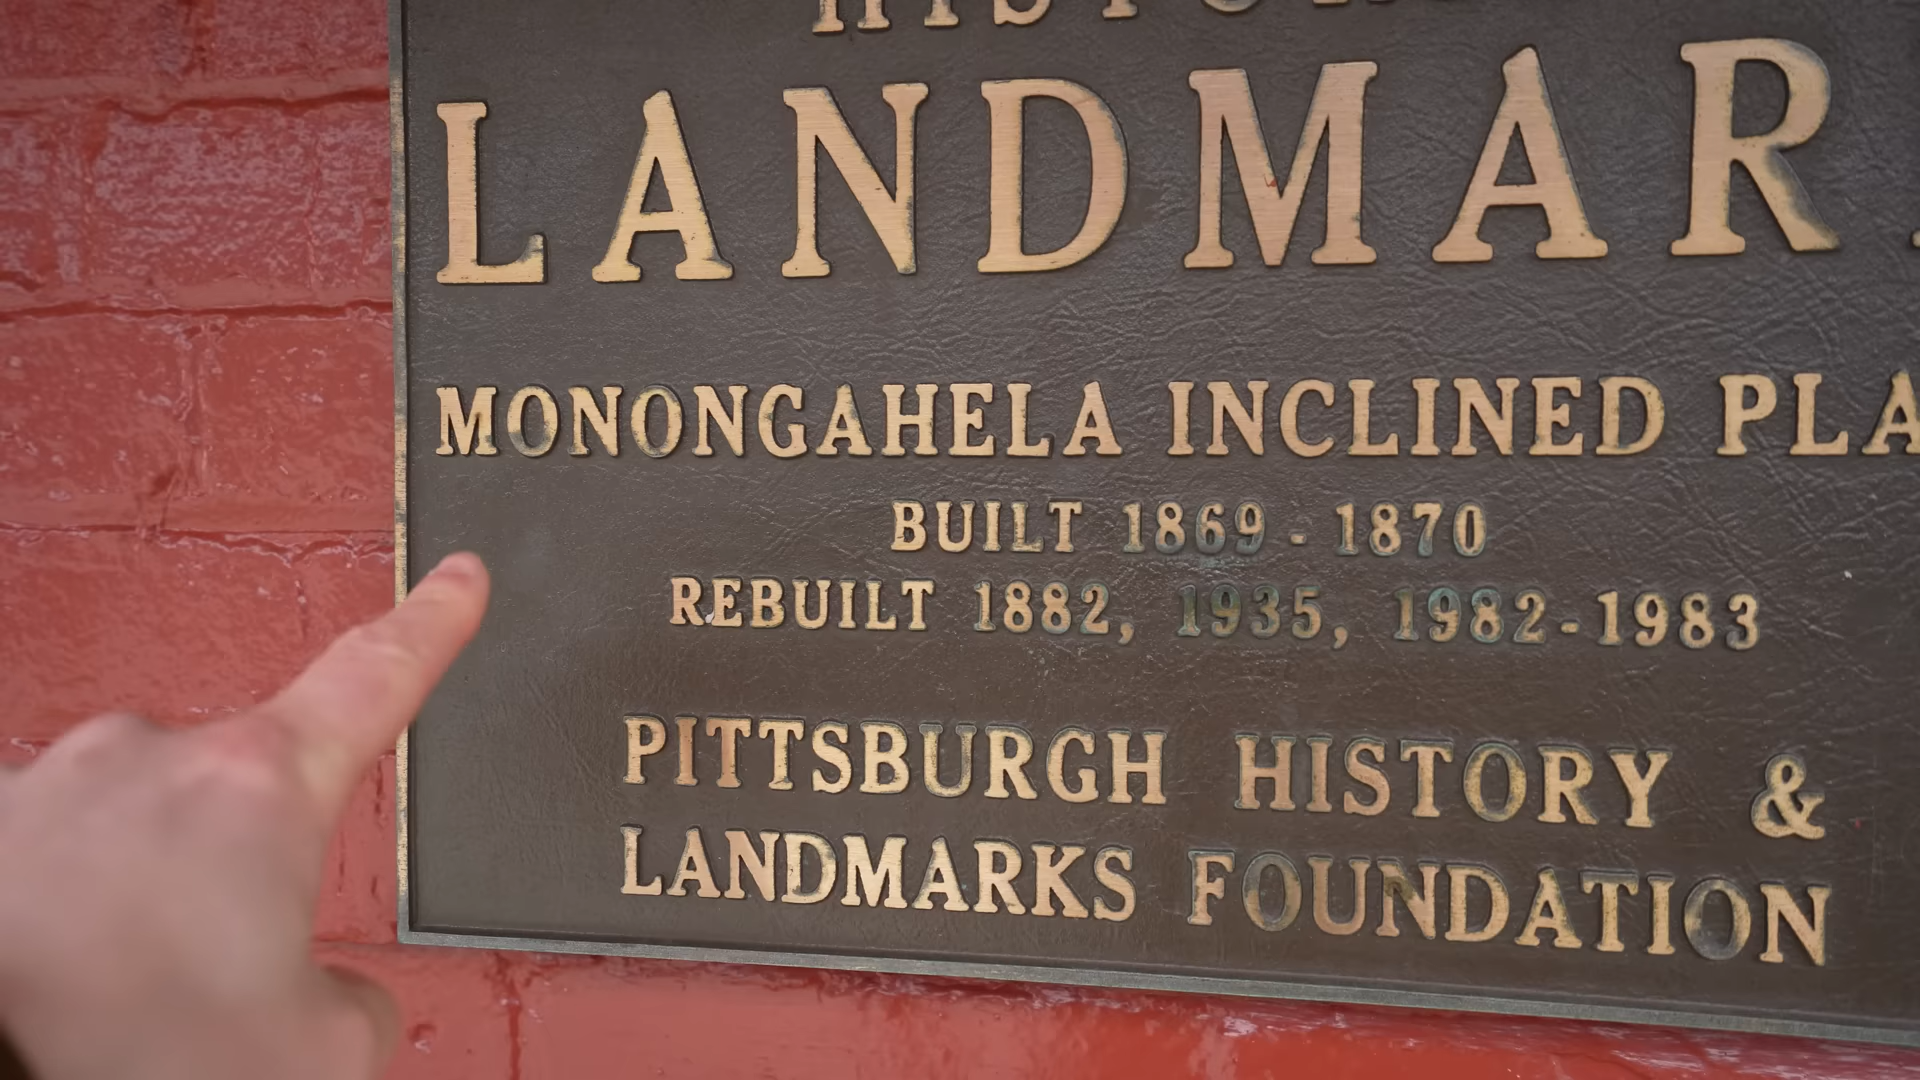 LANDMAR
MONONGAHELA INCLINED PLA
BUILT 1869 - 1870
REBUILT 1882, 1935, 1982-1983
PITTSBURGH HISTORY &
LANDMARKS FOUNDATION